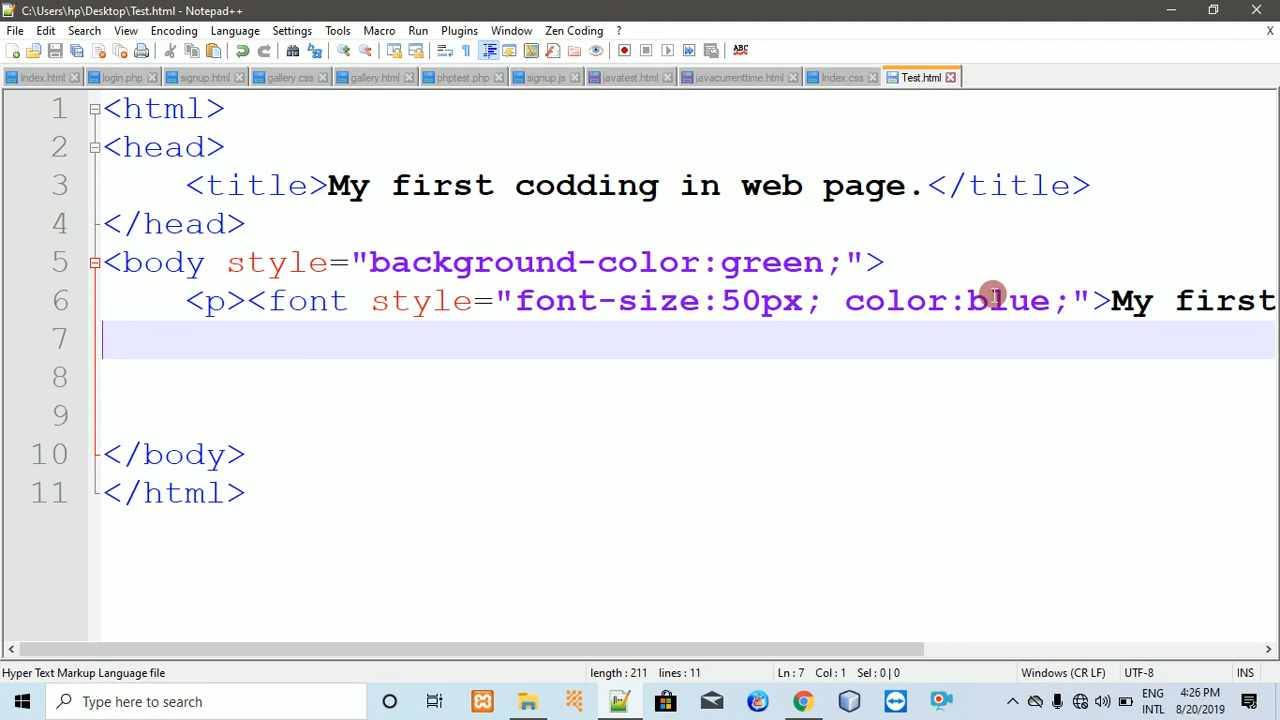 C:\Users\hp\Desktop\Test.html - Notepad++
File Edit Search View Encoding Language Settings Tools Macro Run Plugins Window Zen Coding ? X
Index.html login.php signup.html gallery.css gallery.html phptest.php signup.js javatest.html javacurrenttime.html Index.css Test.html
1 <html>
2 <head>
3 <title>My first codding in web page.</title>
4 </head>
5 <body style="background-color:green;">
6 <p><font style="font-size:50px; color:blue;">My first
7
8
9
10 </body>
11 </html>
Hyper Text Markup Language file length : 211 lines : 11 Ln : 7 Col : 1 Sel : 0 | 0 Windows (CR LF) UTF-8 INS
Type here to search ENG 4:26 PM
INTL 8/20/2019